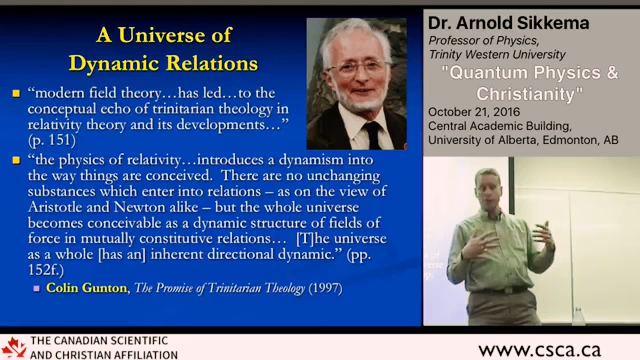 A Universe of
Dynamic Relations
“modern field theory…has led…to the
conceptual echo of trinitarian theology in
relativity theory and its developments…”
(p. 151)
“the physics of relativity…introduces a dynamism into
the way things are conceived.  There are no unchanging
substances which enter into relations – as on the view of
Aristotle and Newton alike – but the whole universe
becomes conceivable as a dynamic structure of fields of
force in mutually constitutive relations…  [T]he universe
as a whole [has an] inherent directional dynamic.” (pp.
152f.)
Colin Gunton, The Promise of Trinitarian Theology (1997)
Dr. Arnold Sikkema
Professor of Physics,
Trinity Western University
"Quantum Physics &
Christianity"
October 21, 2016
Central Academic Building,
University of Alberta, Edmonton, AB
THE CANADIAN SCIENTIFIC
AND CHRISTIAN AFFILIATION
www.csca.ca